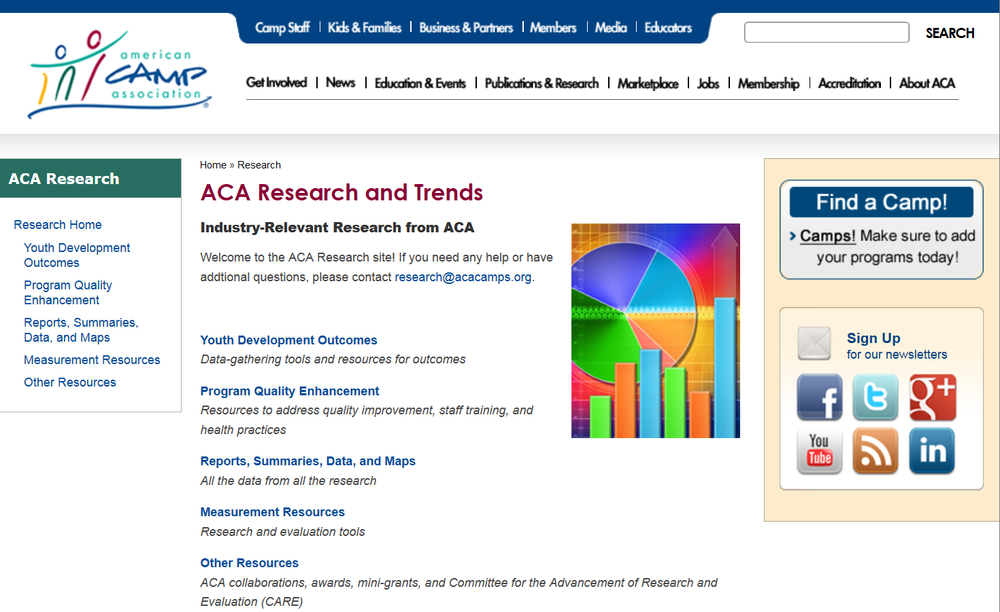 Camp Staff | Kids & Families | Business & Partners | Members | Media | Educators
SEARCH
american
CAMP
association®
Get Involved | News | Education & Events | Publications & Research | Marketplace | Jobs | Membership | Accreditation | About ACA
ACA Research
Research Home
Youth Development
Outcomes
Program Quality
Enhancement
Reports, Summaries,
Data, and Maps
Measurement Resources
Other Resources
Home » Research
ACA Research and Trends
Industry-Relevant Research from ACA
Welcome to the ACA Research site! If you need any help or have
addtional questions, please contact research@acacamps.org.
Youth Development Outcomes
Data-gathering tools and resources for outcomes
Program Quality Enhancement
Resources to address quality improvement, staff training, and
health practices
Reports, Summaries, Data, and Maps
All the data from all the research
Measurement Resources
Research and evaluation tools
Other Resources
ACA collaborations, awards, mini-grants, and Committee for the Advancement of Research and
Evaluation (CARE)
Find a Camp!
Camps! Make sure to add
your programs today!
Sign Up
for our newsletters
f
t
g+
You
Tube
in